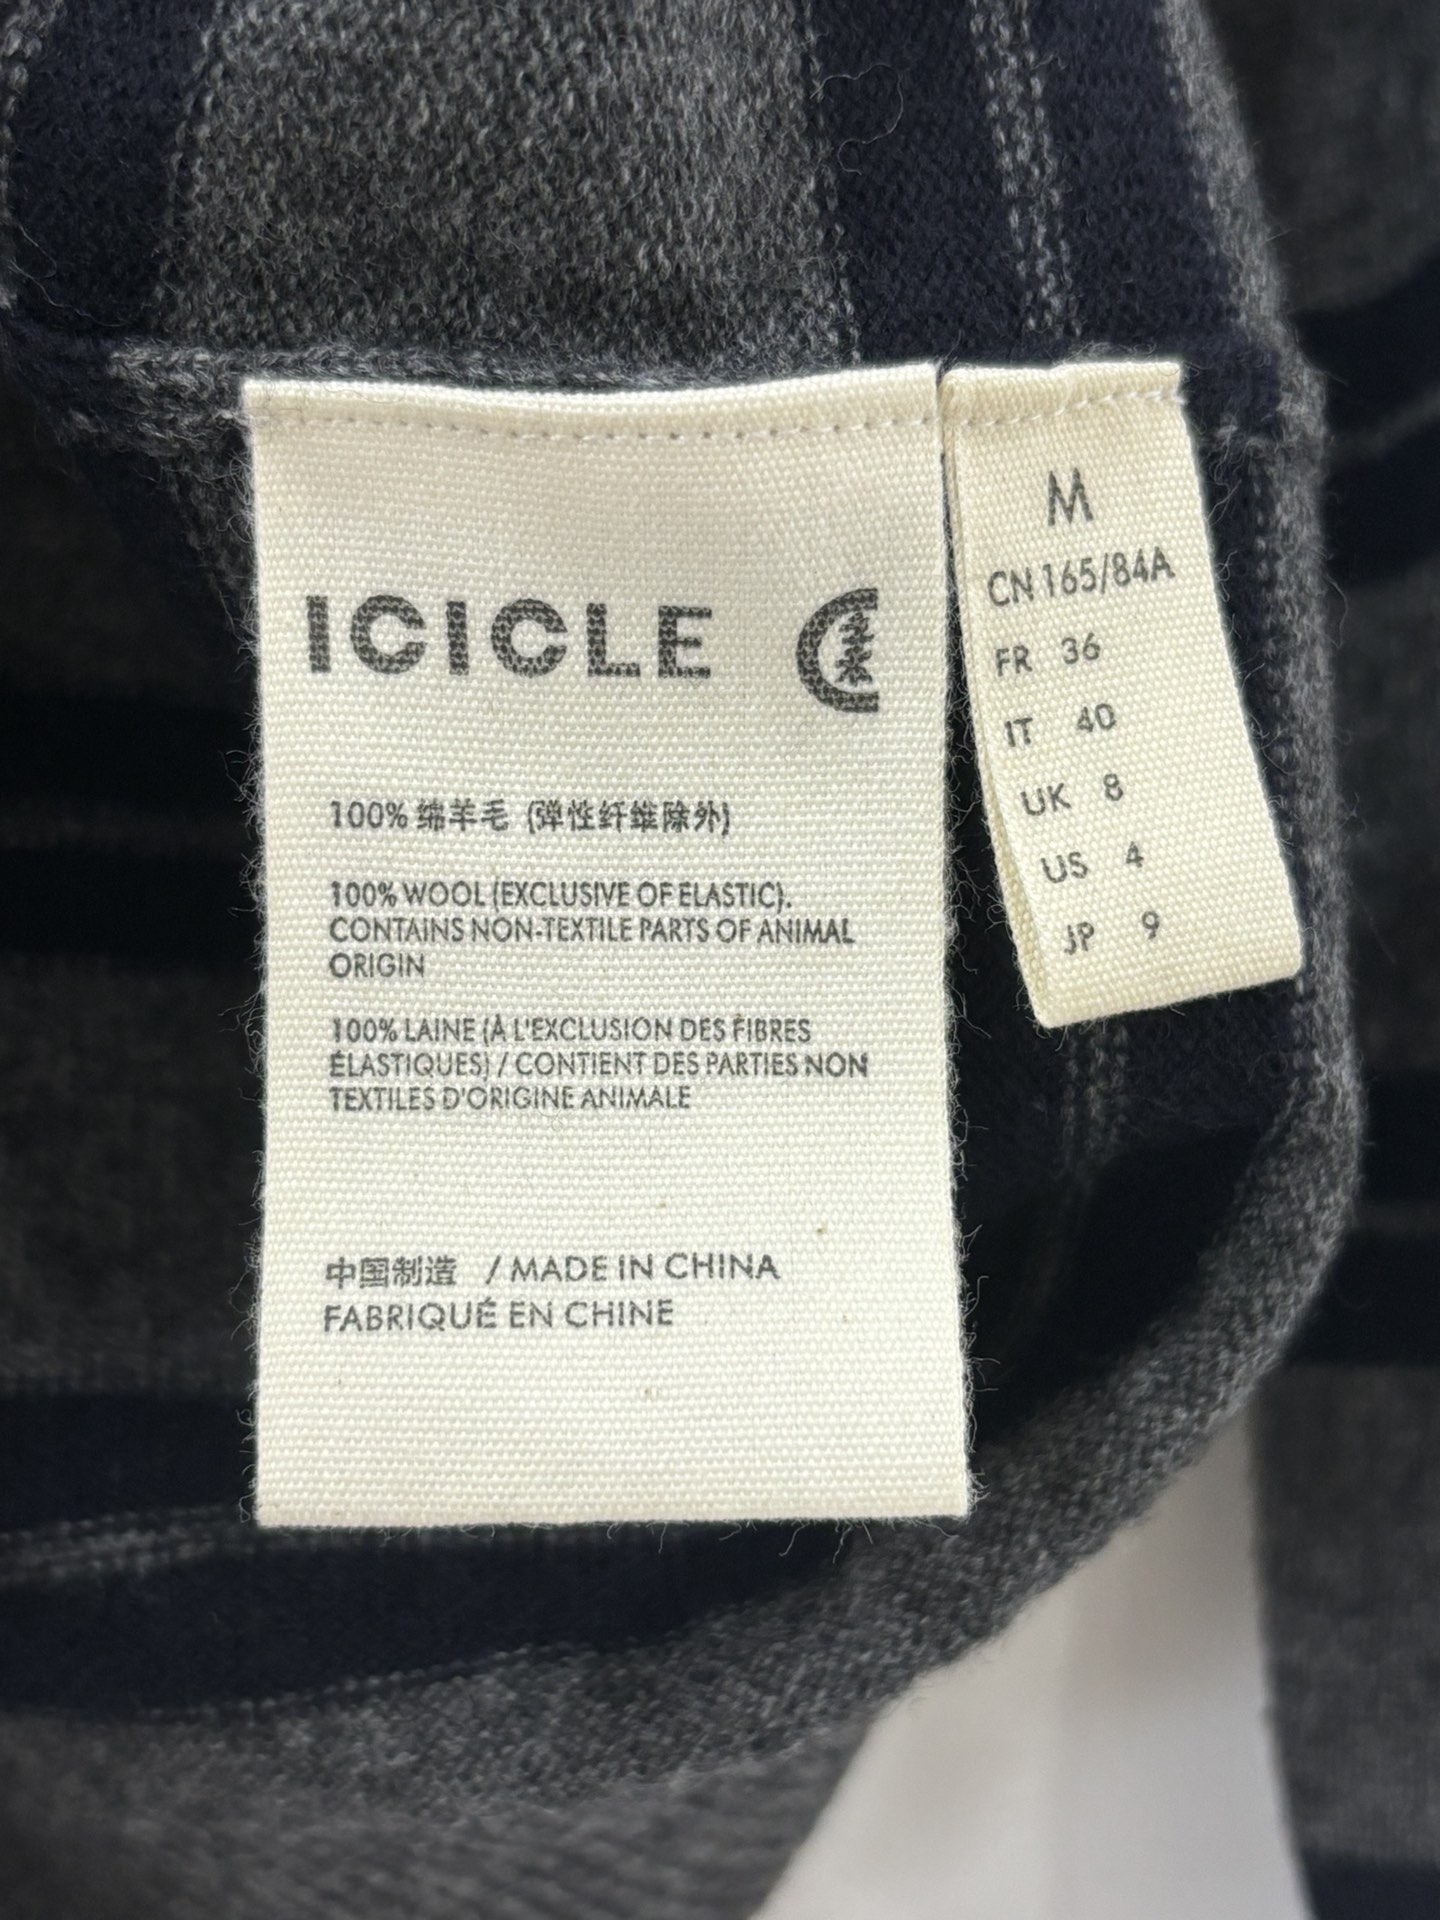 ICICLE
100% 绵羊毛 (弹性纤维除外)
100% WOOL (EXCLUSIVE OF ELASTIC).
CONTAINS NON-TEXTILE PARTS OF ANIMAL
ORIGIN
100% LAINE (À L'EXCLUSION DES FIBRES
ÉLASTIQUES) / CONTIENT DES PARTIES NON
TEXTILES D'ORIGINE ANIMALE
中国制造 / MADE IN CHINA
FABRIQUÉ EN CHINE
M
CN 165/84A
FR 36
IT 40
UK 8
US 4
JP 9